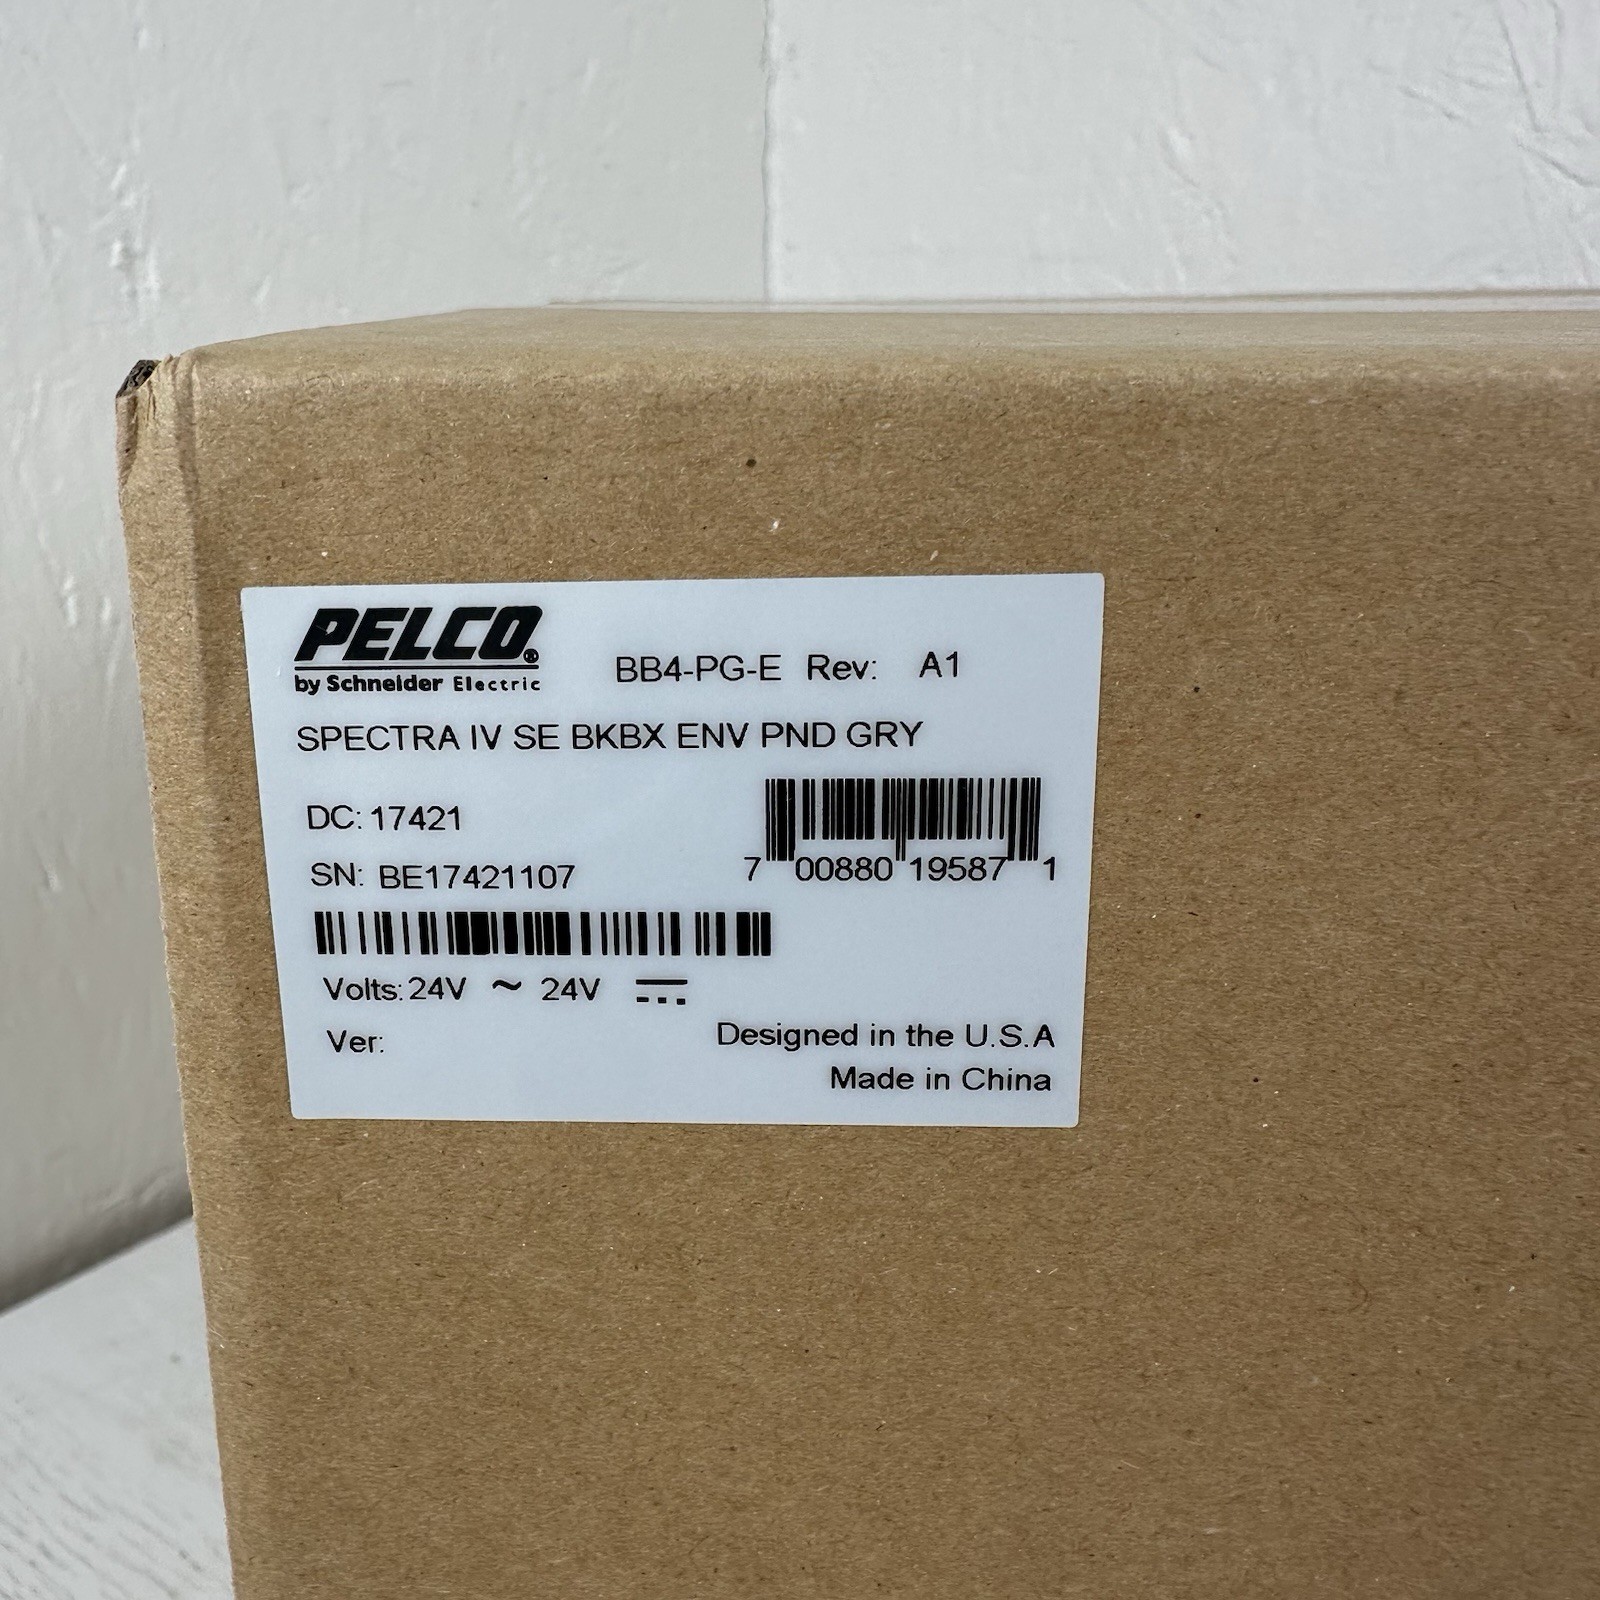 PELCO®
by Schneider Electric
BB4-PG-E Rev: A1
SPECTRA IV SE BKBX ENV PND GRY
DC: 17421
7 00880 19587 1
SN: BE17421107
Volts: 24V ~ 24V ⎓
Ver:
Designed in the U.S.A
Made in China